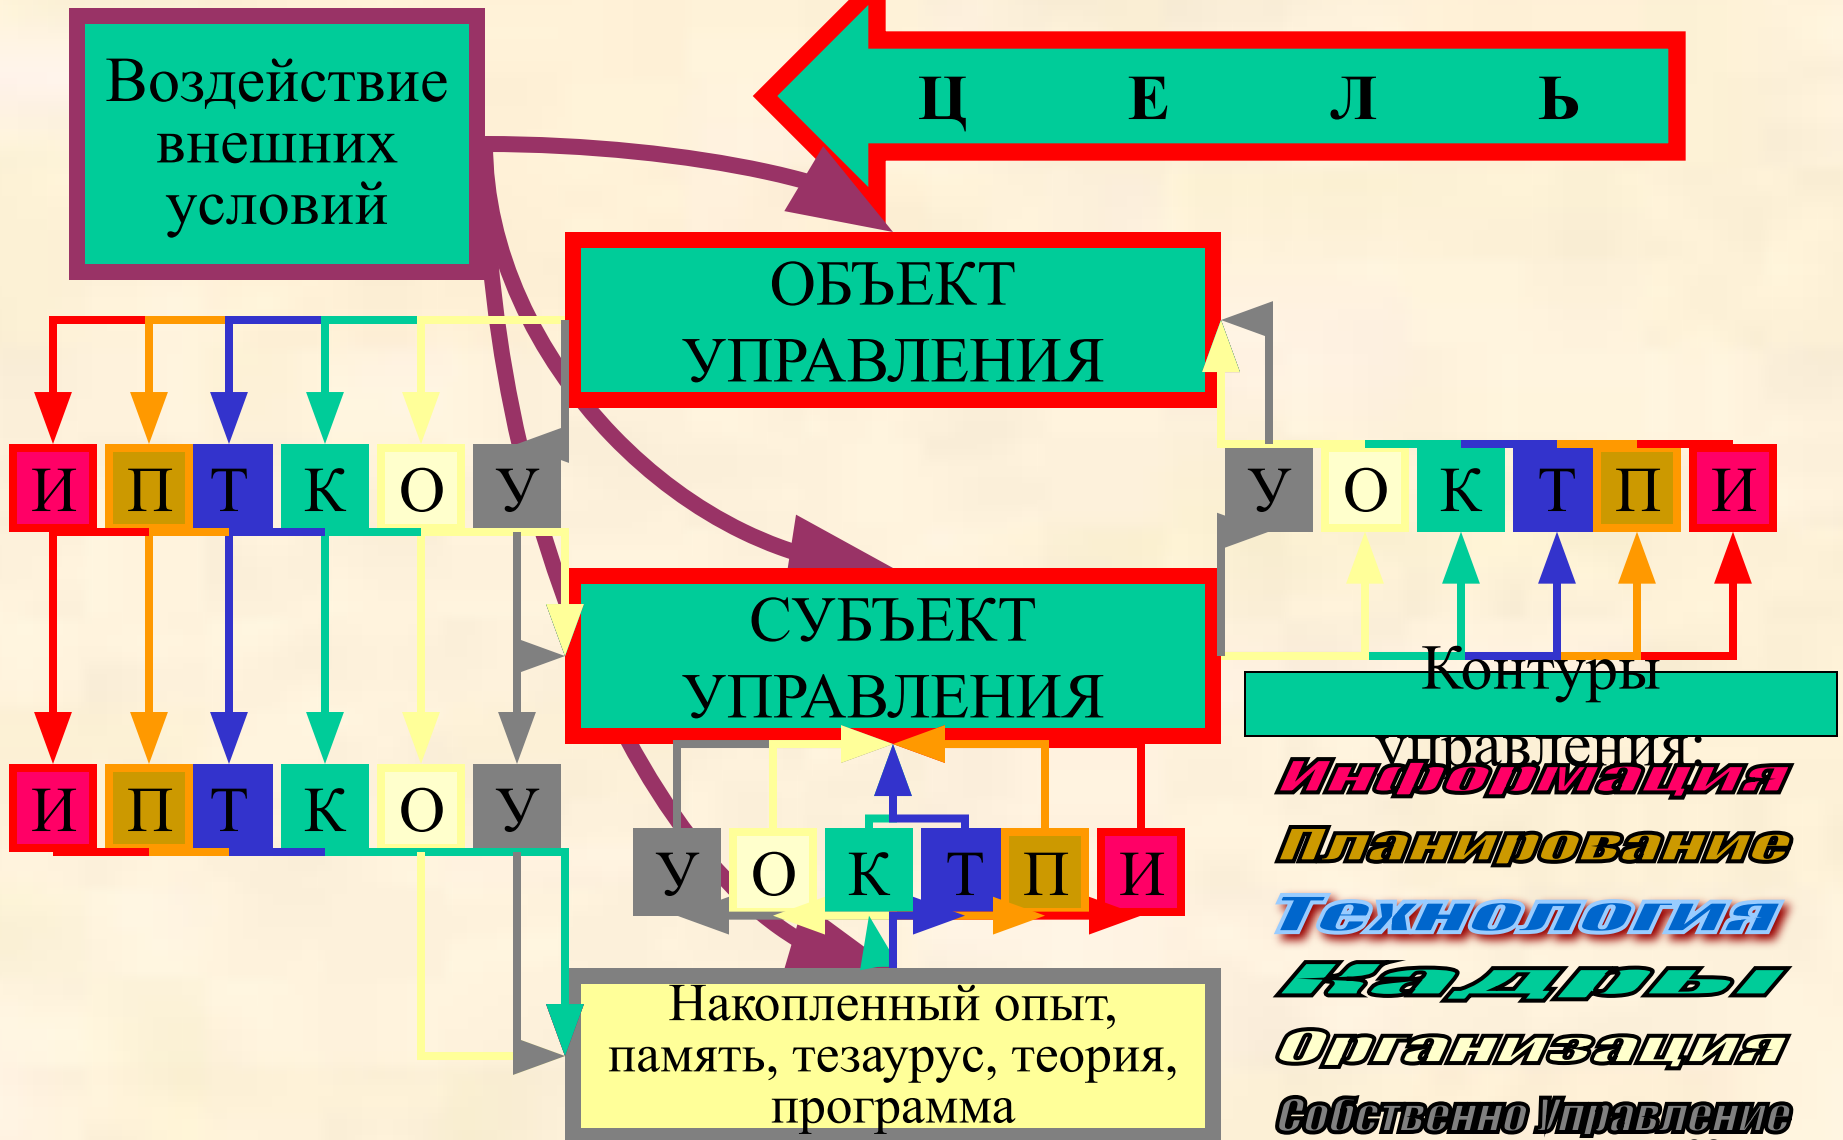 Воздействие
внешних
условий
Ц Е Л Ь
ОБЪЕКТ
УПРАВЛЕНИЯ
И П Т К О У
У О К Т П И
СУБЪЕКТ
УПРАВЛЕНИЯ
Контуры
управления:
И П Т К О У
У О К Т П И
Информация
Планирование
Технология
Кадры
Организация
Собственно Управление
Накопленный опыт,
память, тезаурус, теория,
программа